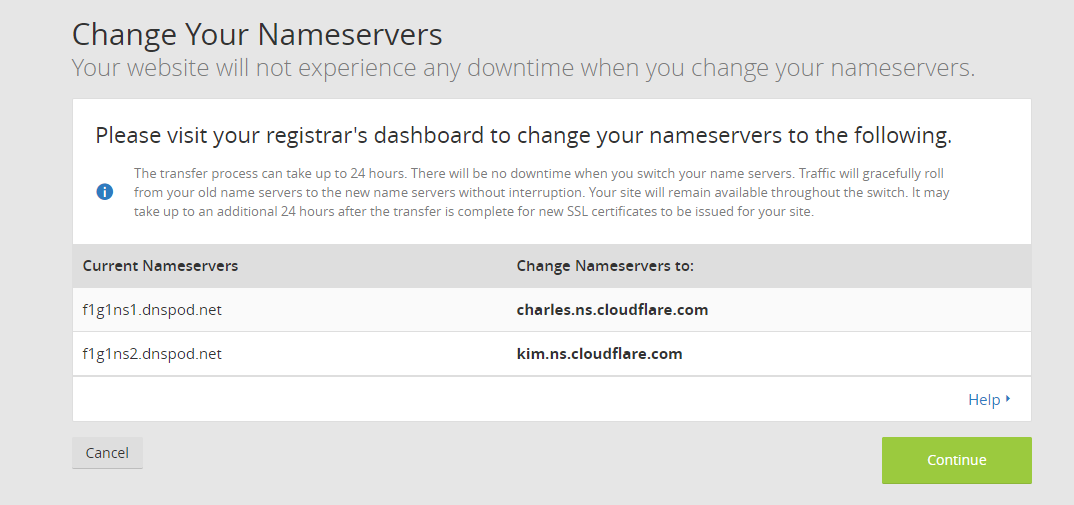 Change Your Nameservers
Your website will not experience any downtime when you change your nameservers.
Please visit your registrar's dashboard to change your nameservers to the following.
The transfer process can take up to 24 hours. There will be no downtime when you switch your name servers. Traffic will gracefully roll
from your old name servers to the new name servers without interruption. Your site will remain available throughout the switch. It may
take up to an additional 24 hours after the transfer is complete for new SSL certificates to be issued for your site.
Current Nameservers Change Nameservers to:
f1g1ns1.dnspod.net charles.ns.cloudflare.com
f1g1ns2.dnspod.net kim.ns.cloudflare.com
Help
Cancel Continue